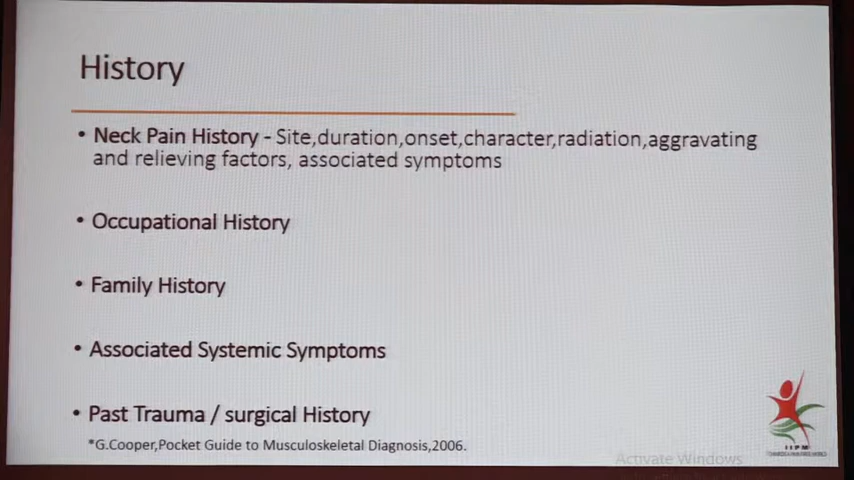 History
• Neck Pain History - Site,duration,onset,character,radiation,aggravating
and relieving factors, associated symptoms
• Occupational History
• Family History
• Associated Systemic Symptoms
• Past Trauma / surgical History
*G.Cooper,Pocket Guide to Musculoskeletal Diagnosis,2006.
Activate Windows